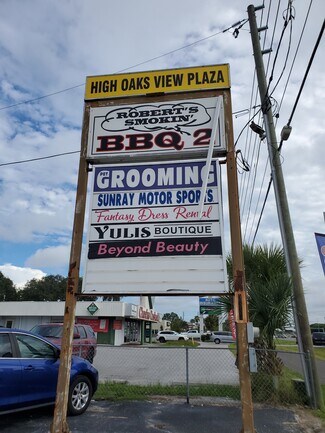 HIGH OAKS VIEW PLAZA
ROBERT'S
SMOKIN'
BBQ 2
PET GROOMING
SUNRAY MOTOR SPORTS
Fantasy Dress Rental
YULIS BOUTIQUE
Beyond Beauty